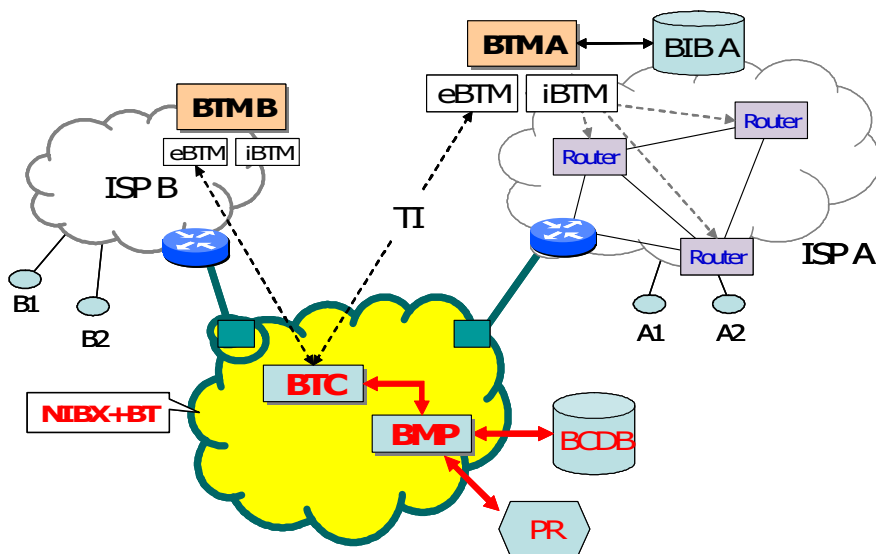 BTM A
BIB A
eBTM
iBTM
BTM B
eBTM
iBTM
Router
Router
ISP B
TI
Router
ISP A
B1
B2
A1
A2
BTC
NIBX+BT
BMP
BCDB
PR